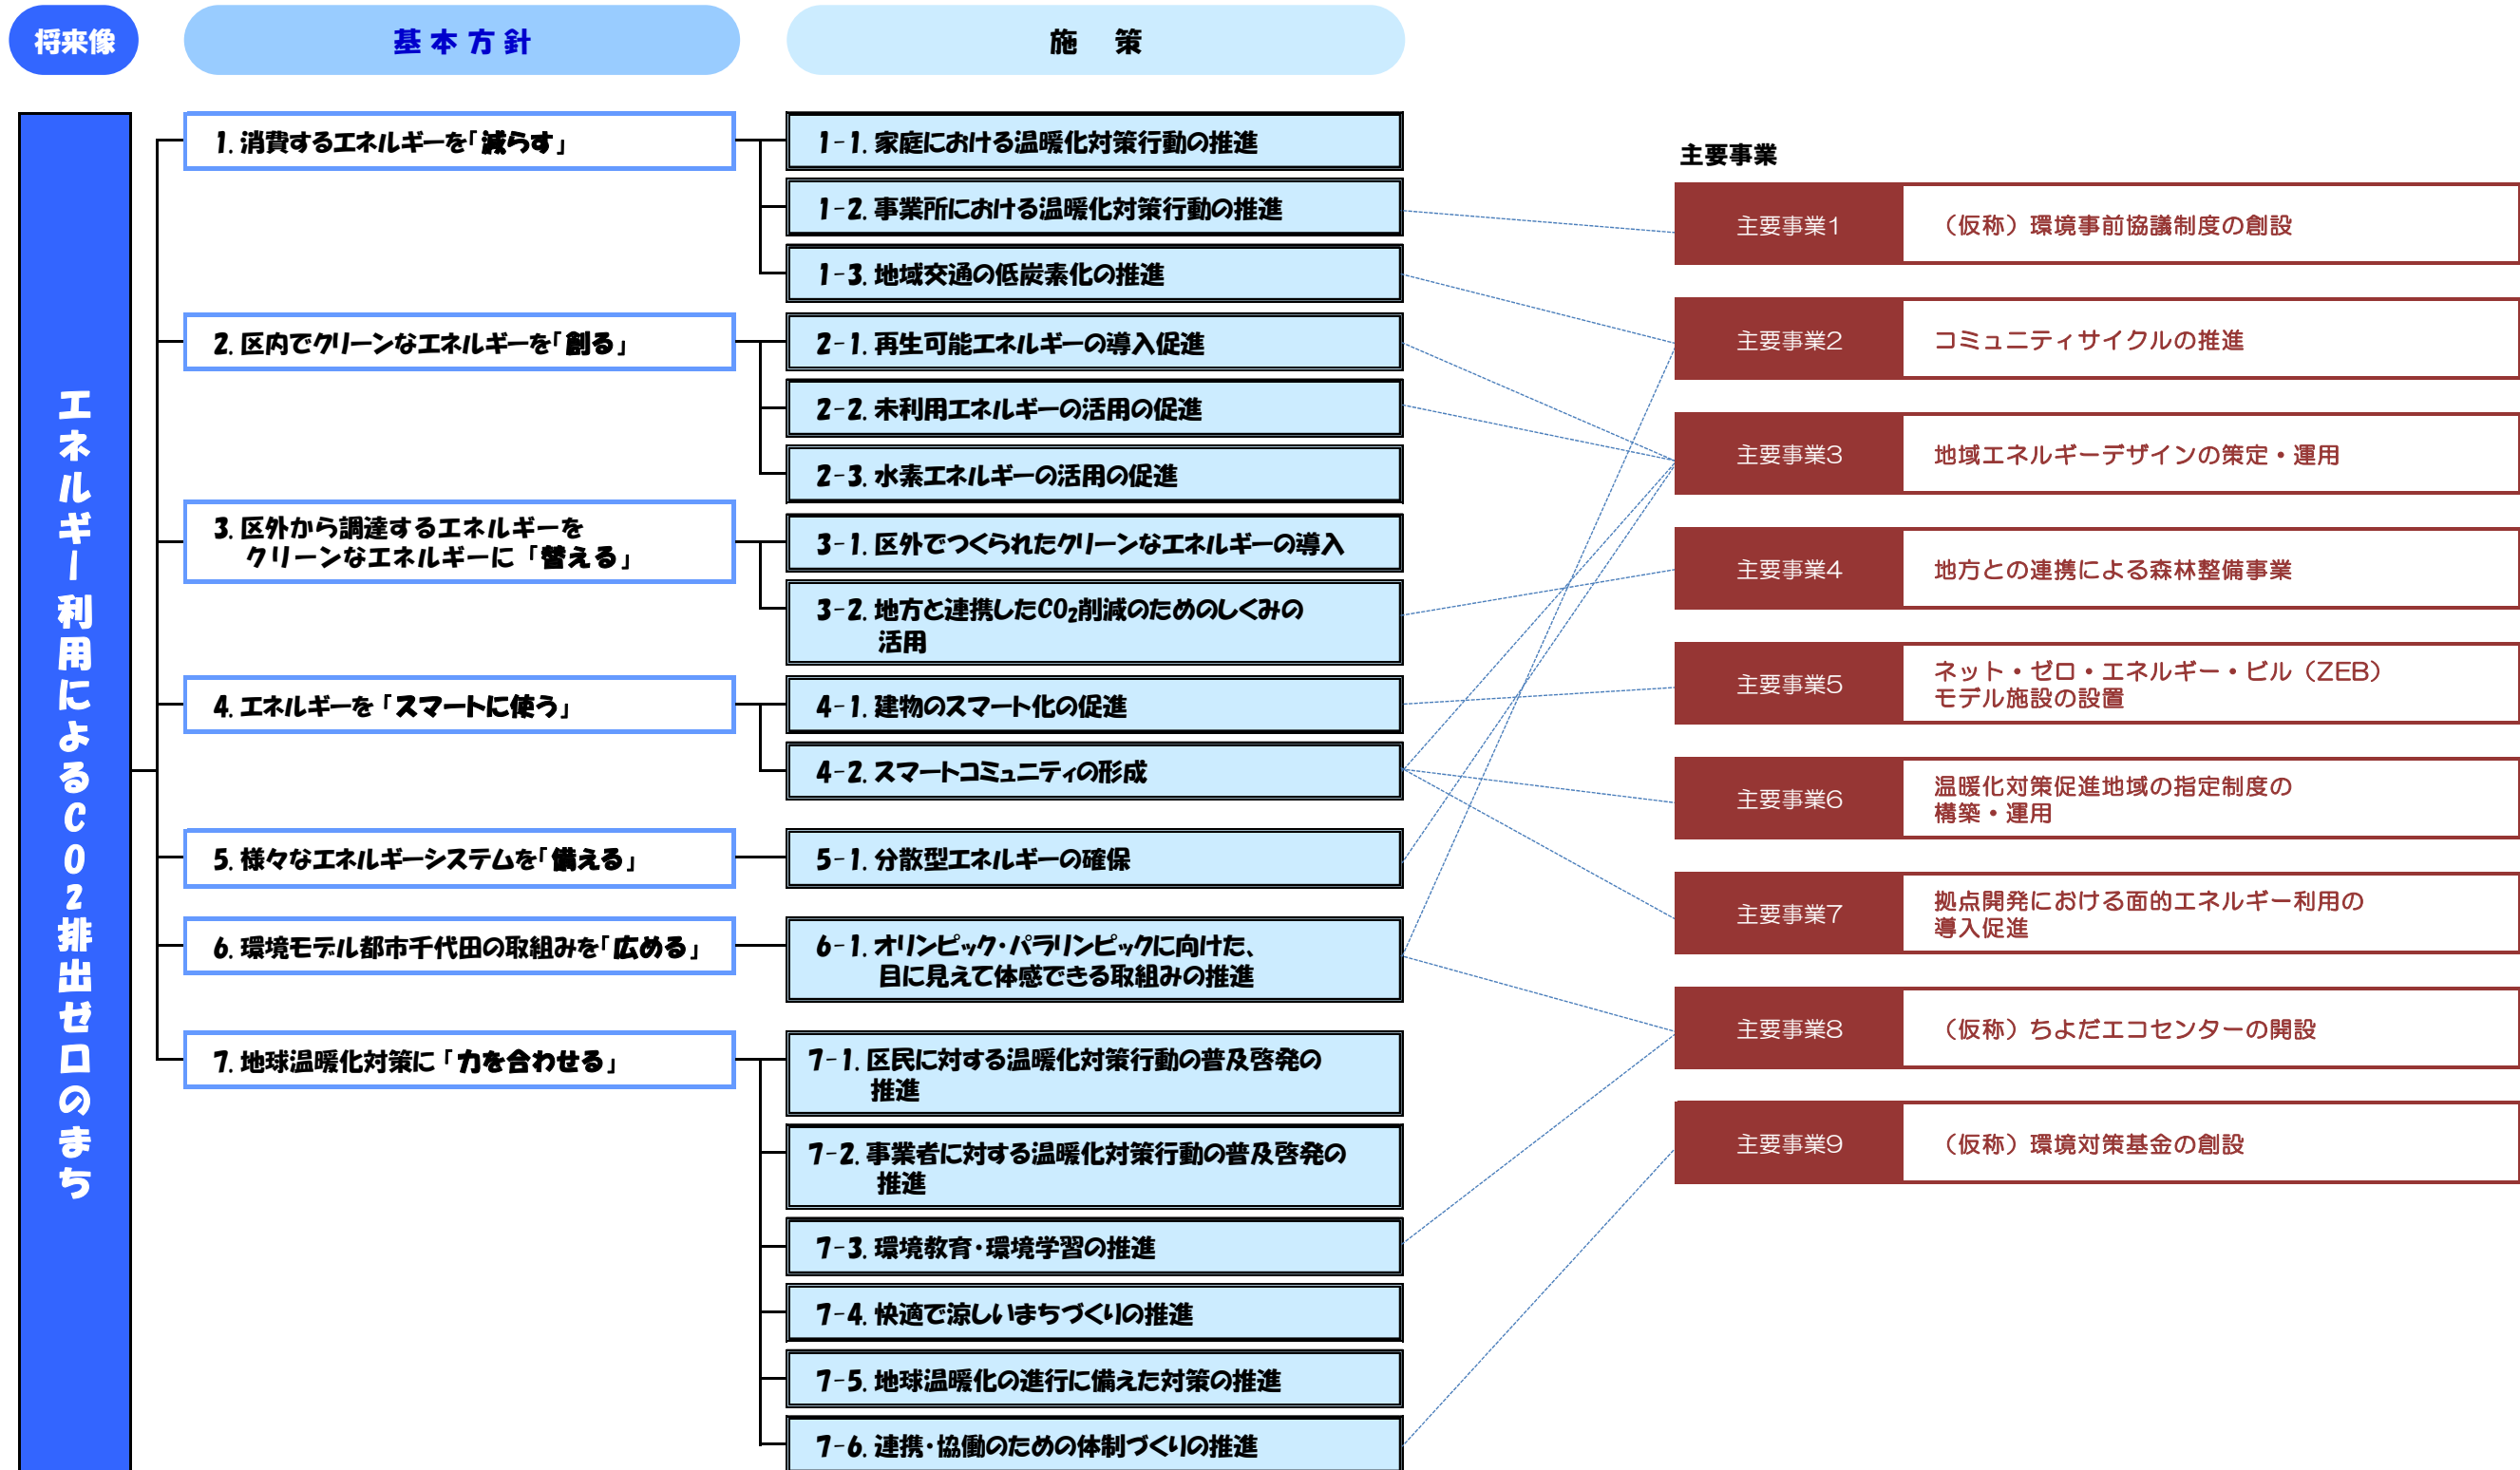 将来像
基本方針
施 策
エネルギー利用によるCO2排出ゼロのまち
1. 消費するエネルギーを「減らす」
2. 区内でクリーンなエネルギーを「創る」
3. 区外から調達するエネルギーを
クリーンなエネルギーに「替える」
4. エネルギーを「スマートに使う」
5. 様々なエネルギーシステムを「備える」
6. 環境モデル都市千代田の取組みを「広める」
7. 地球温暖化対策に「力を合わせる」
1-1. 家庭における温暖化対策行動の推進
1-2. 事業所における温暖化対策行動の推進
1-3. 地域交通の低炭素化の推進
2-1. 再生可能エネルギーの導入促進
2-2. 未利用エネルギーの活用の促進
2-3. 水素エネルギーの活用の促進
3-1. 区外でつくられたクリーンなエネルギーの導入
3-2. 地方と連携したCO₂削減のためのしくみの
活用
4-1. 建物のスマート化の促進
4-2. スマートコミュニティの形成
5-1. 分散型エネルギーの確保
6-1. オリンピック・パラリンピックに向けた、
目に見えて体感できる取組みの推進
7-1. 区民に対する温暖化対策行動の普及啓発の
推進
7-2. 事業者に対する温暖化対策行動の普及啓発の
推進
7-3. 環境教育・環境学習の推進
7-4. 快適で涼しいまちづくりの推進
7-5. 地球温暖化の進行に備えた対策の推進
7-6. 連携・協働のための体制づくりの推進
主要事業
主要事業1 （仮称）環境事前協議制度の創設
主要事業2 コミュニティサイクルの推進
主要事業3 地域エネルギーデザインの策定・運用
主要事業4 地方との連携による森林整備事業
主要事業5 ネット・ゼロ・エネルギー・ビル（ZEB）
モデル施設の設置
主要事業6 温暖化対策促進地域の指定制度の
構築・運用
主要事業7 拠点開発における面的エネルギー利用の
導入促進
主要事業8 （仮称）ちよだエコセンターの開設
主要事業9 （仮称）環境対策基金の創設